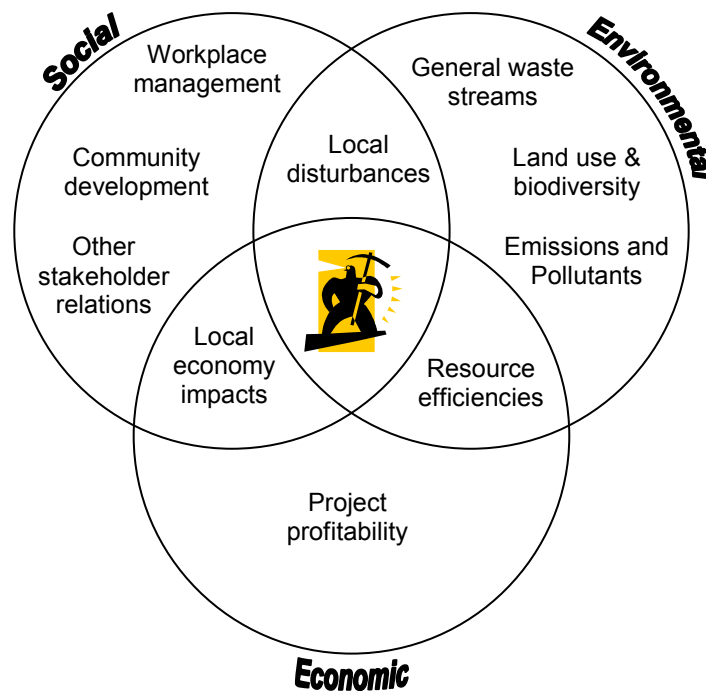 Social
Workplace
management
Environmental
General waste
streams
Community
development
Local
disturbances
Land use &
biodiversity
Other
stakeholder
relations
Emissions and
Pollutants
Local
economy
impacts
Resource
efficiencies
Project
profitability
Economic